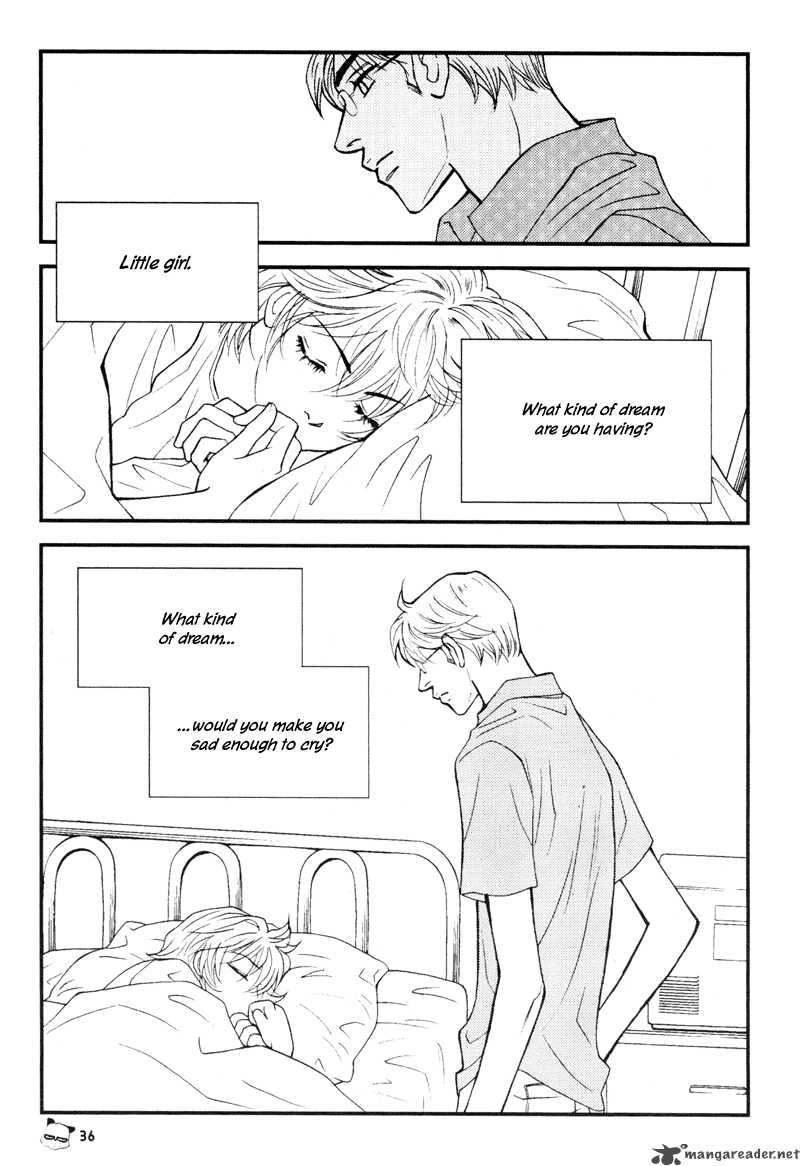 Little girl.
What kind of dream
are you having?
What kind
of dream...
...would you make you
sad enough to cry?
36
mangareader.net